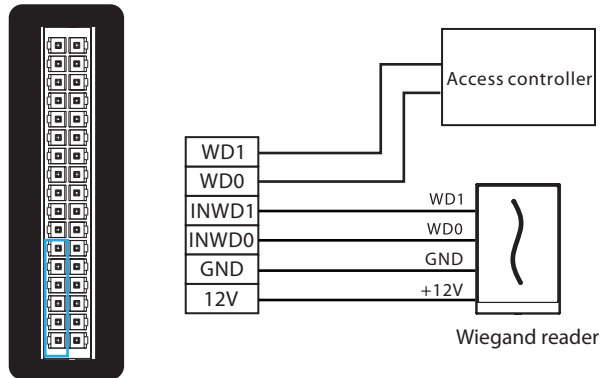 Access controller
WD1
WD0
INWD1
INWD0
GND
12V
WD1
WD0
GND
+12V
Wiegand reader